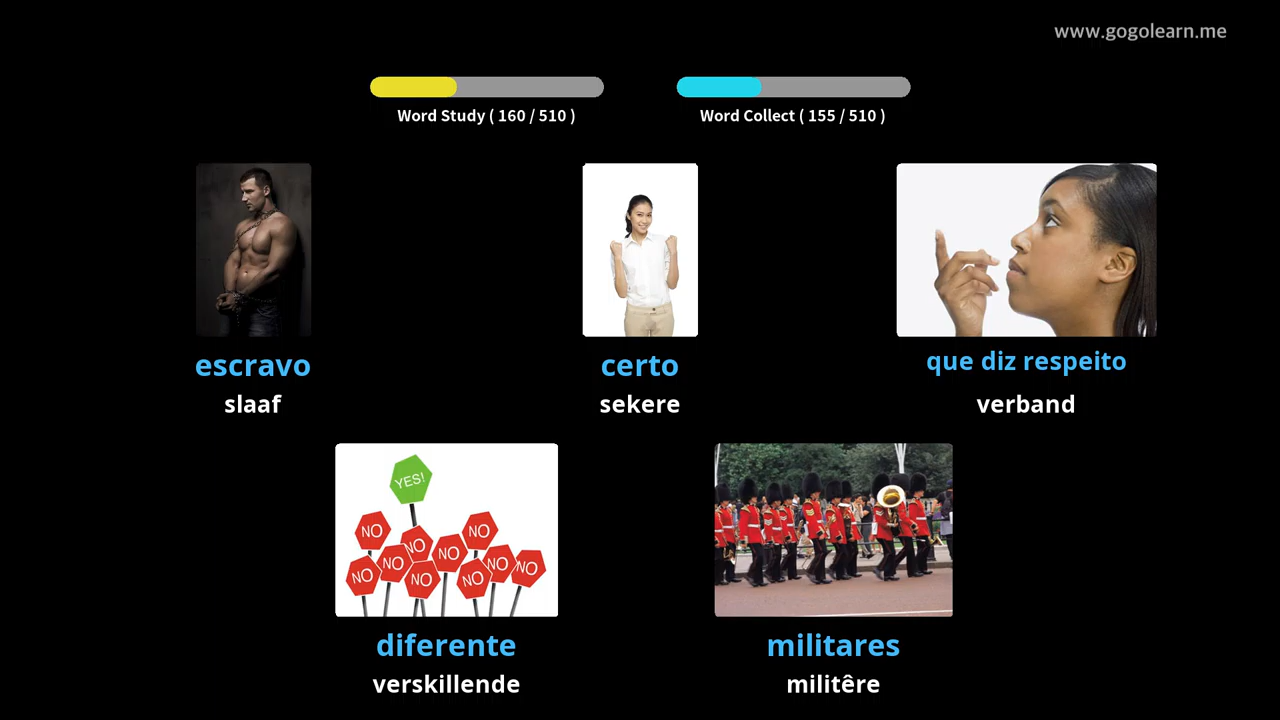 www.gogolearn.me
Word Study ( 160 / 510 )
Word Collect ( 155 / 510 )
escravo
slaaf
certo
sekere
que diz respeito
verband
YES!
NO
NO
NO
NO
NO
NO
NO
NO
NO
NO
diferente
verskillende
militares
militêre